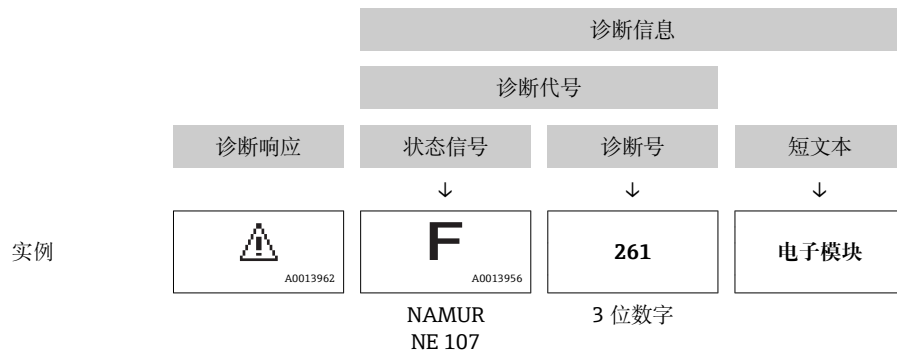 诊断信息
诊断代号
诊断响应 状态信号 诊断号 短文本
↓ ↓ ↓
实例 F 261 电子模块
A0013962 A0013956
NAMUR 3 位数字
NE 107